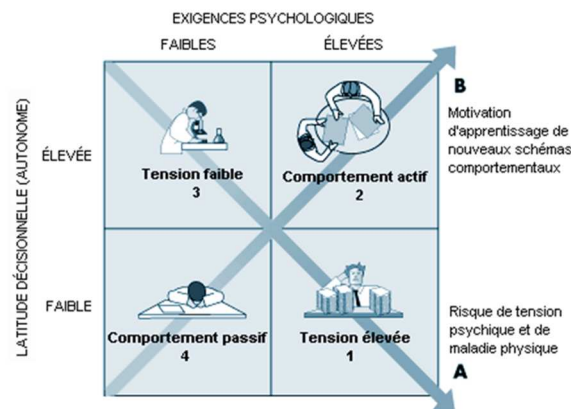 EXIGENCES PSYCHOLOGIQUES
FAIBLES
ÉLEVÉES
LATITUDE DÉCISIONNELLE (AUTONOME)
ÉLEVÉE
Tension faible
3
Comportement actif
2
B
Motivation
d'apprentissage de
nouveaux schémas
comportementaux
FAIBLE
Comportement passif
4
Tension élevée
1
Risque de tension
psychique et de
maladie physique
A